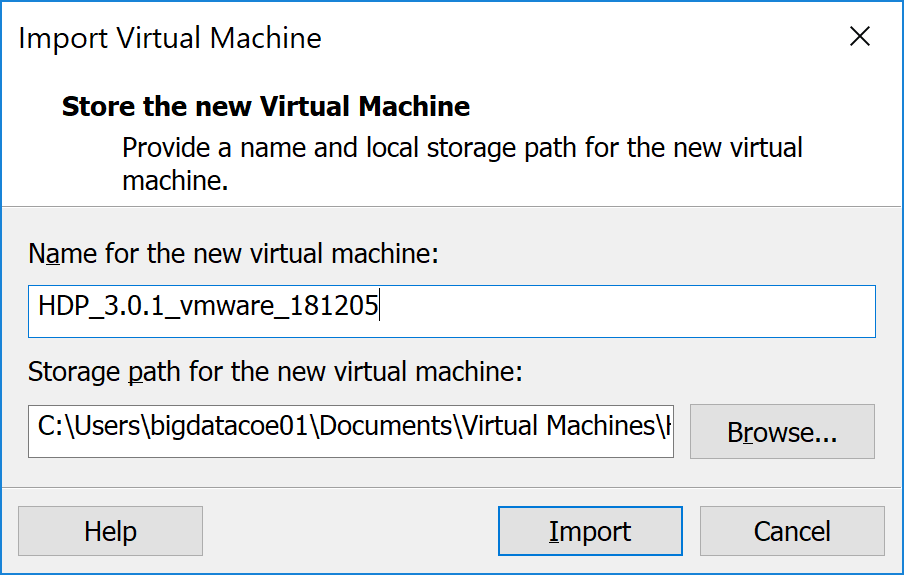 Import Virtual Machine
Store the new Virtual Machine
Provide a name and local storage path for the new virtual
machine.
Name for the new virtual machine:
HDP_3.0.1_vmware_181205
Storage path for the new virtual machine:
C:\Users\bigdatacoe01\Documents\Virtual Machines\
Browse...
Help
Import
Cancel